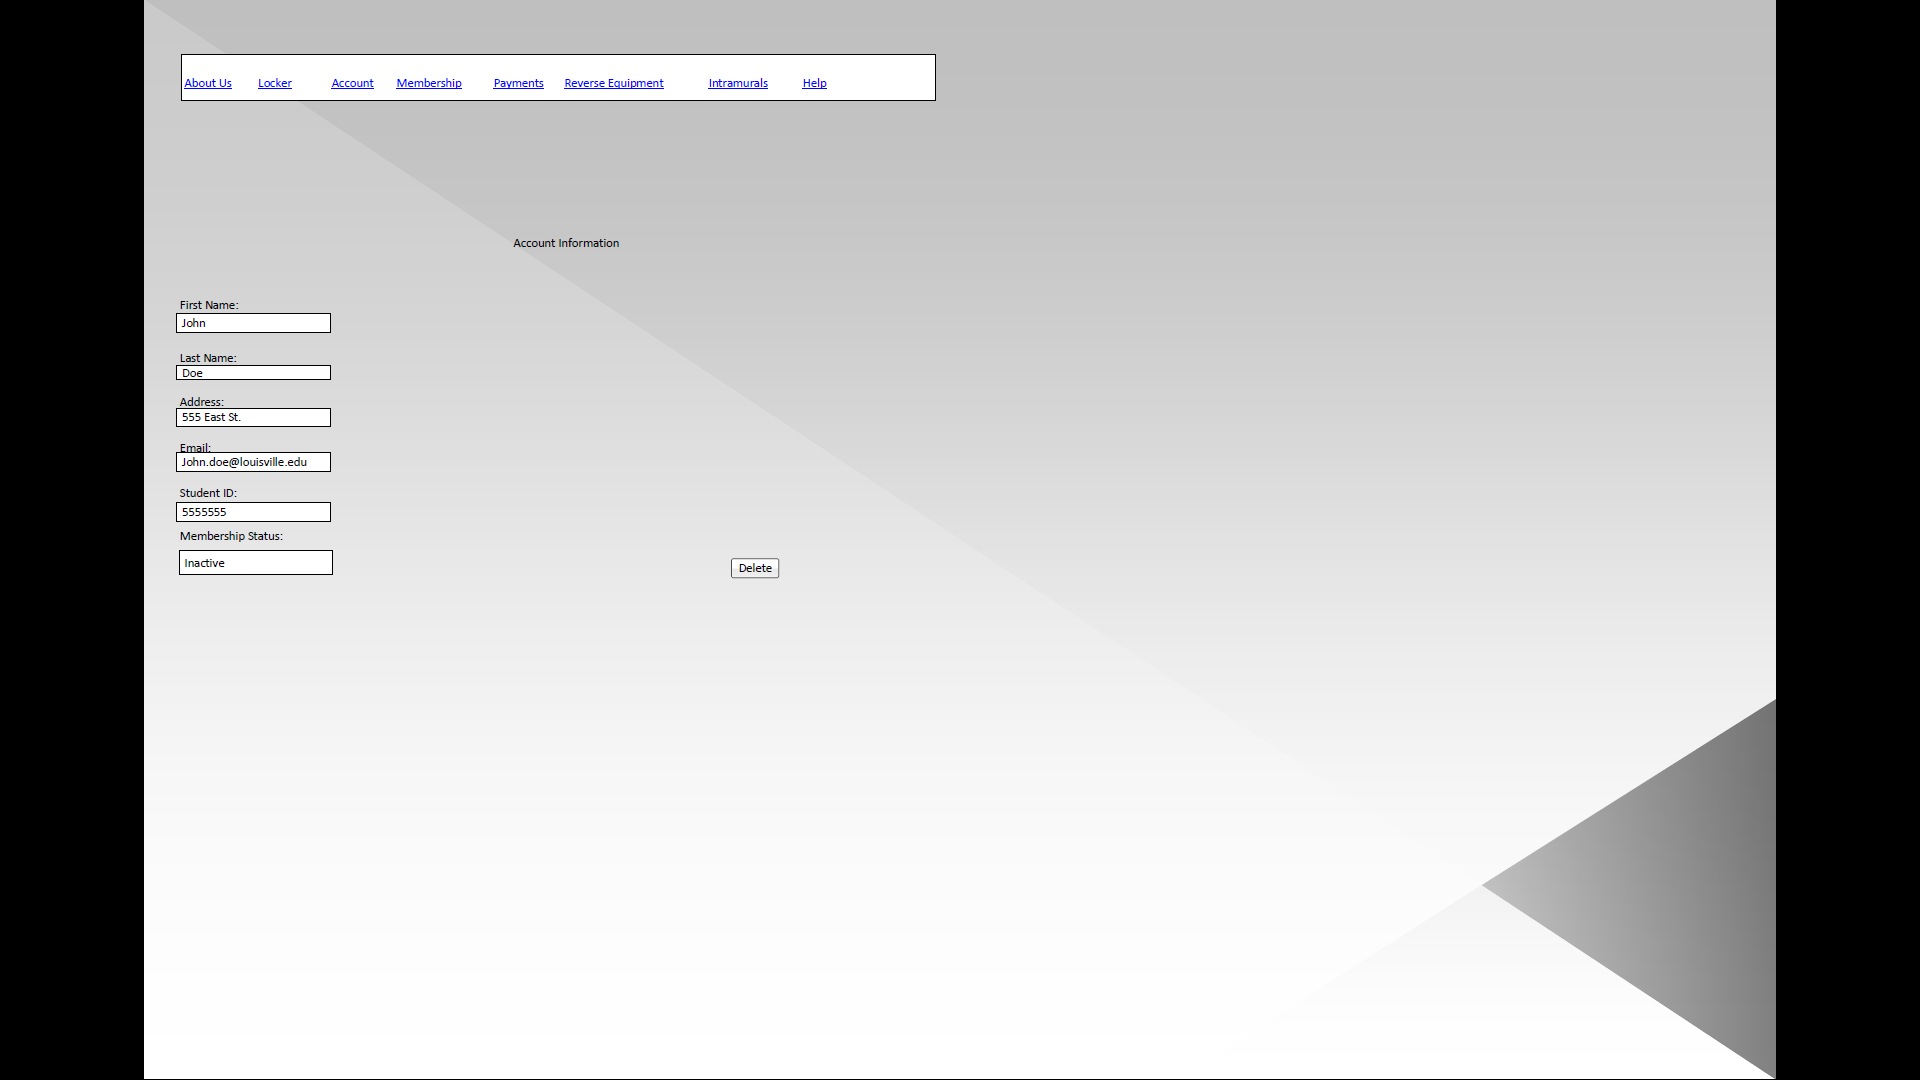 About Us Locker Account Membership Payments Reverse Equipment Intramurals Help
Account Information
First Name:
John
Last Name:
Doe
Address:
555 East St.
Email:
John.doe@louisville.edu
Student ID:
5555555
Membership Status:
Inactive
Delete